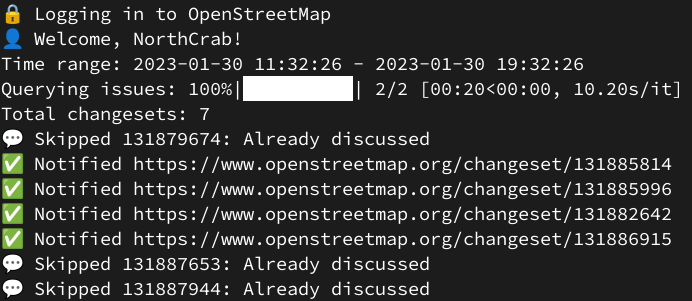 🔒 Logging in to OpenStreetMap
👤 Welcome, NorthCrab!
Time range: 2023-01-30 11:32:26 - 2023-01-30 19:32:26
Querying issues: 100%|██████████| 2/2 [00:20<00:00, 10.20s/it]
Total changesets: 7
💬 Skipped 131879674: Already discussed
✅ Notified https://www.openstreetmap.org/changeset/131885814
✅ Notified https://www.openstreetmap.org/changeset/131885996
✅ Notified https://www.openstreetmap.org/changeset/131882642
✅ Notified https://www.openstreetmap.org/changeset/131886915
💬 Skipped 131887653: Already discussed
💬 Skipped 131887944: Already discussed